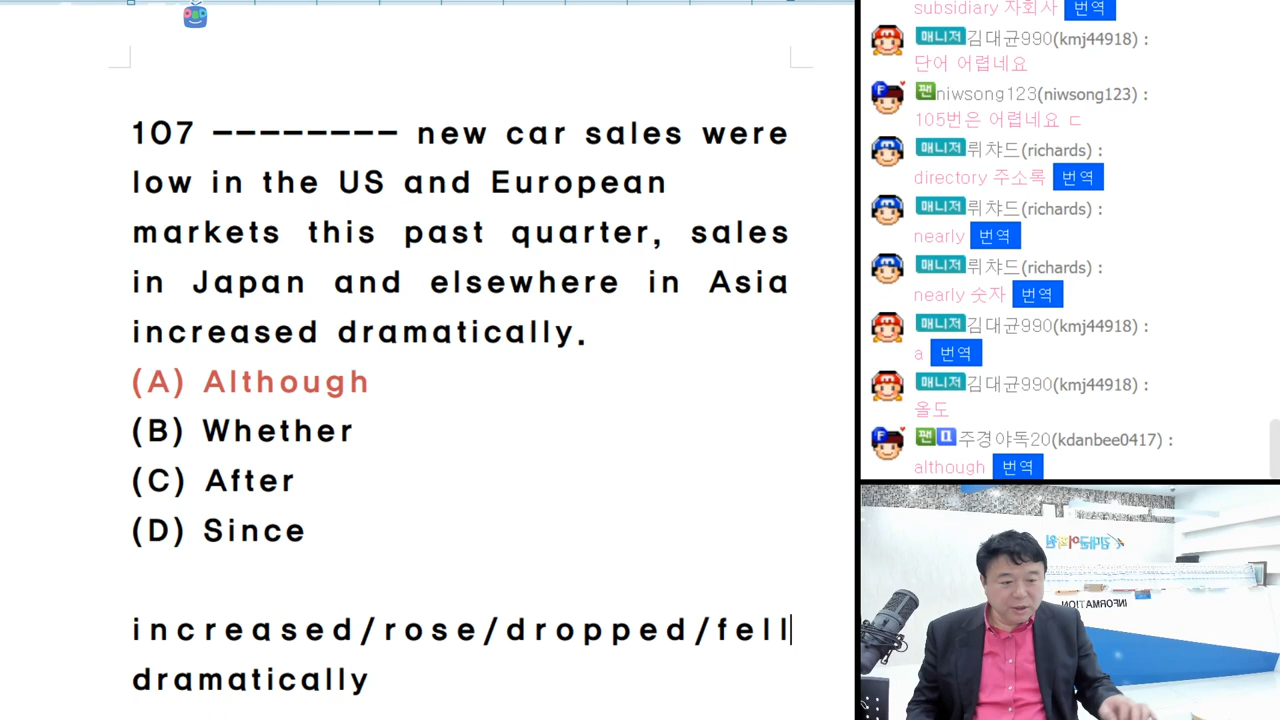 107 -------- new car sales were
low in the US and European
markets this past quarter, sales
in Japan and elsewhere in Asia
increased dramatically.
(A) Although
(B) Whether
(C) After
(D) Since
increased/rose/dropped/fell
dramatically
subsidiary 자회사 번역
매니저 김대균990(kmj44918) :
단어 어렵네요
팬 niwsong123(niwsong123) :
105번은 어렵네요 ㄷ
매니저 뤼챠드(richards) :
directory 주소록 번역
매니저 뤼챠드(richards) :
nearly 번역
매니저 뤼챠드(richards) :
nearly 숫자 번역
매니저 김대균990(kmj44918) :
a 번역
매니저 김대균990(kmj44918) :
올도
팬 주경야독20(kdanbee0417) :
although 번역
INFORMATION